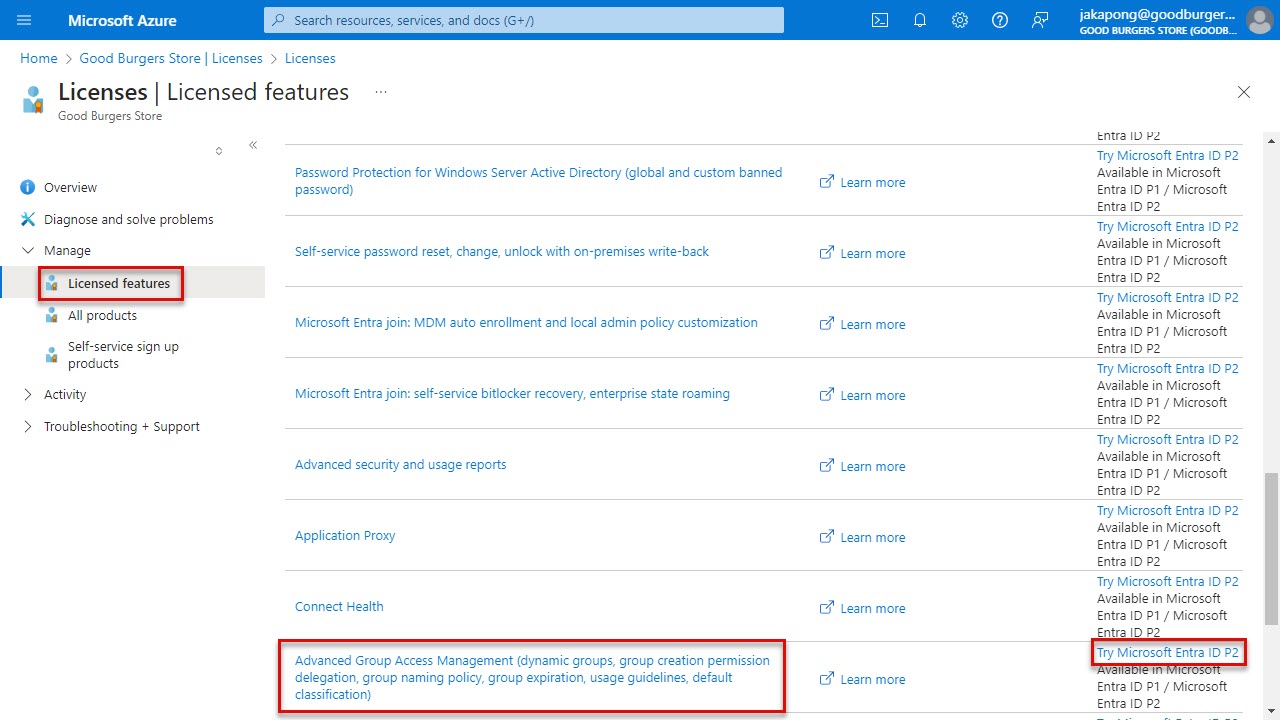 Microsoft Azure
Search resources, services, and docs (G+/)
jakapong@goodburger...
GOOD BURGERS STORE (GOODB...
Home > Good Burgers Store | Licenses > Licenses
Licenses | Licensed features ...
Good Burgers Store
Overview
Diagnose and solve problems
Manage
Licensed features
All products
Self-service sign up
products
Activity
Troubleshooting + Support
Entra ID P2
Password Protection for Windows Server Active Directory (global and custom banned
password)
Learn more
Try Microsoft Entra ID P2
Available in Microsoft
Entra ID P1 / Microsoft
Entra ID P2
Self-service password reset, change, unlock with on-premises write-back
Learn more
Try Microsoft Entra ID P2
Available in Microsoft
Entra ID P1 / Microsoft
Entra ID P2
Microsoft Entra join: MDM auto enrollment and local admin policy customization
Learn more
Try Microsoft Entra ID P2
Available in Microsoft
Entra ID P1 / Microsoft
Entra ID P2
Microsoft Entra join: self-service bitlocker recovery, enterprise state roaming
Learn more
Try Microsoft Entra ID P2
Available in Microsoft
Entra ID P1 / Microsoft
Entra ID P2
Advanced security and usage reports
Learn more
Try Microsoft Entra ID P2
Available in Microsoft
Entra ID P1 / Microsoft
Entra ID P2
Application Proxy
Learn more
Try Microsoft Entra ID P2
Available in Microsoft
Entra ID P1 / Microsoft
Entra ID P2
Connect Health
Learn more
Try Microsoft Entra ID P2
Available in Microsoft
Entra ID P1 / Microsoft
Entra ID P2
Advanced Group Access Management (dynamic groups, group creation permission
delegation, group naming policy, group expiration, usage guidelines, default
classification)
Learn more
Try Microsoft Entra ID P2
Available in Microsoft
Entra ID P1 / Microsoft
Entra ID P2